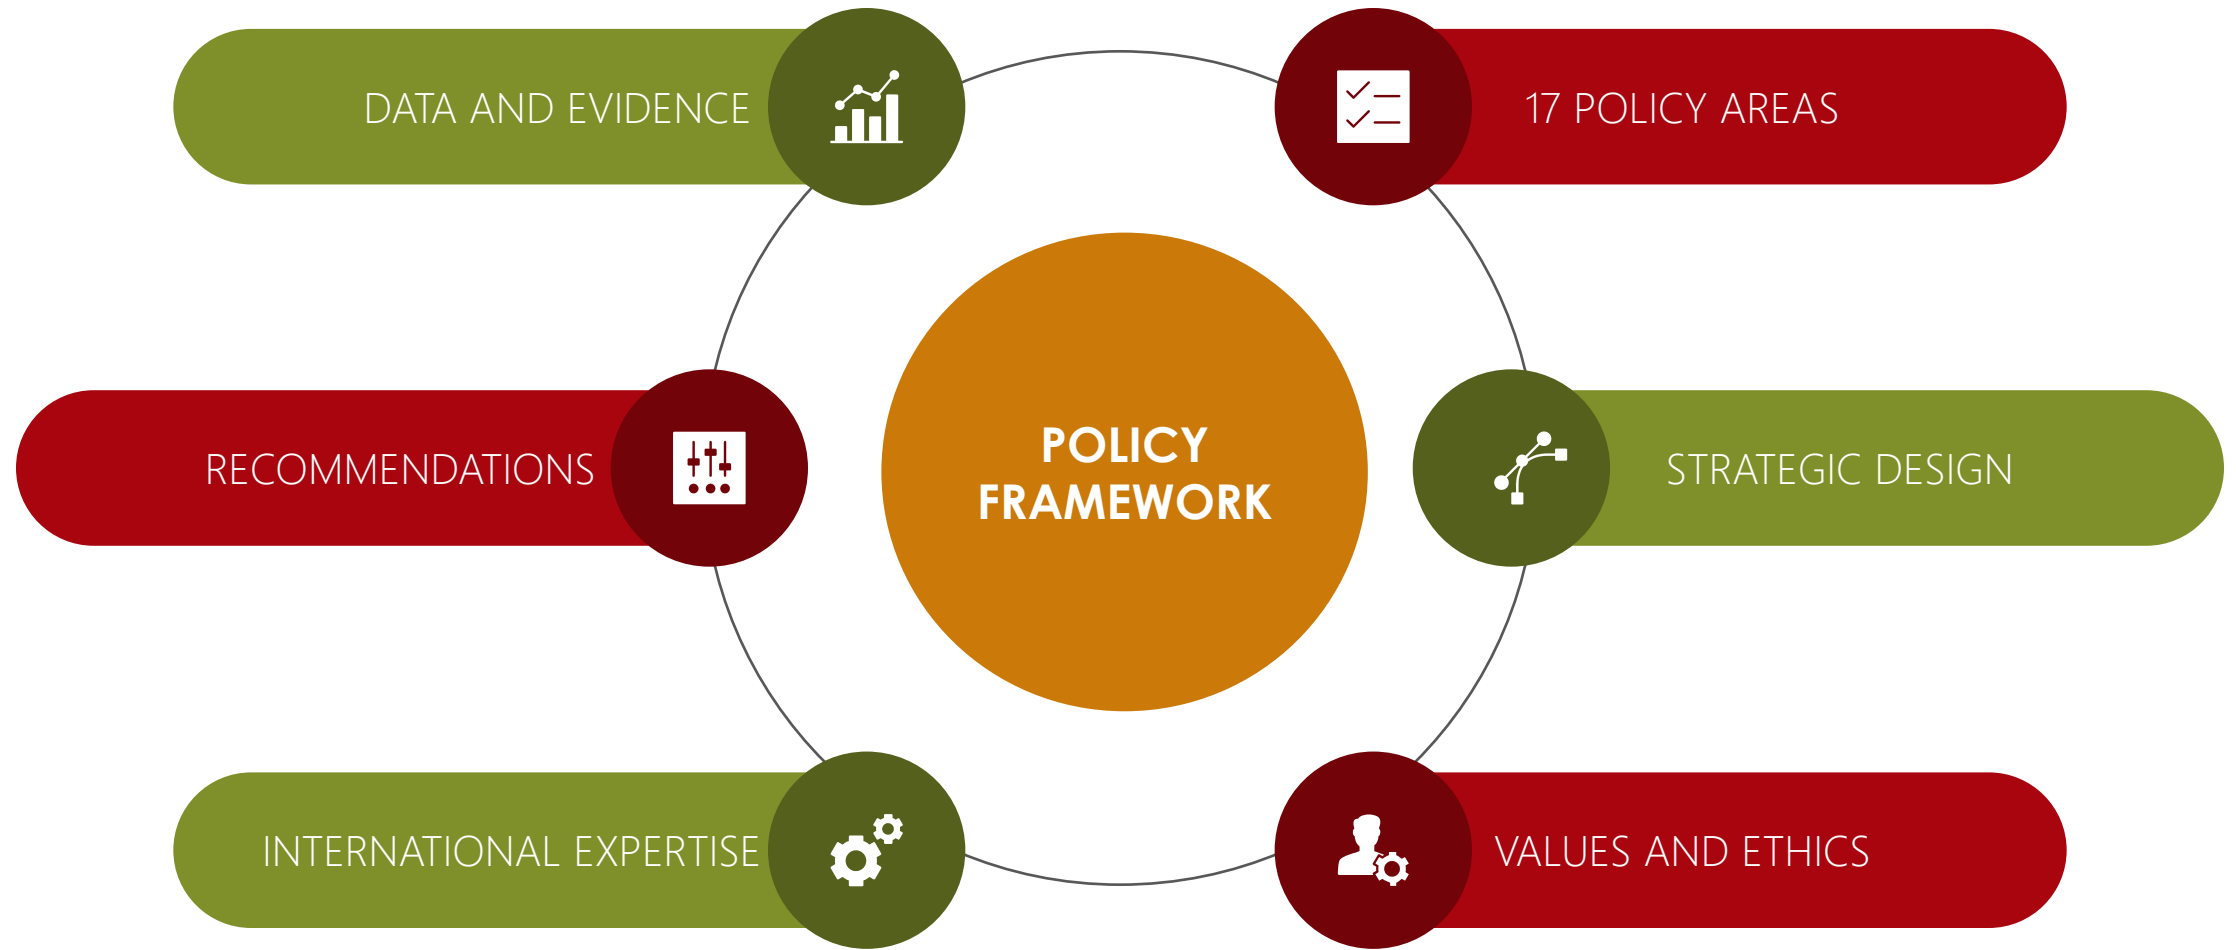 DATA AND EVIDENCE
17 POLICY AREAS
RECOMMENDATIONS
POLICY
FRAMEWORK
STRATEGIC DESIGN
INTERNATIONAL EXPERTISE
VALUES AND ETHICS